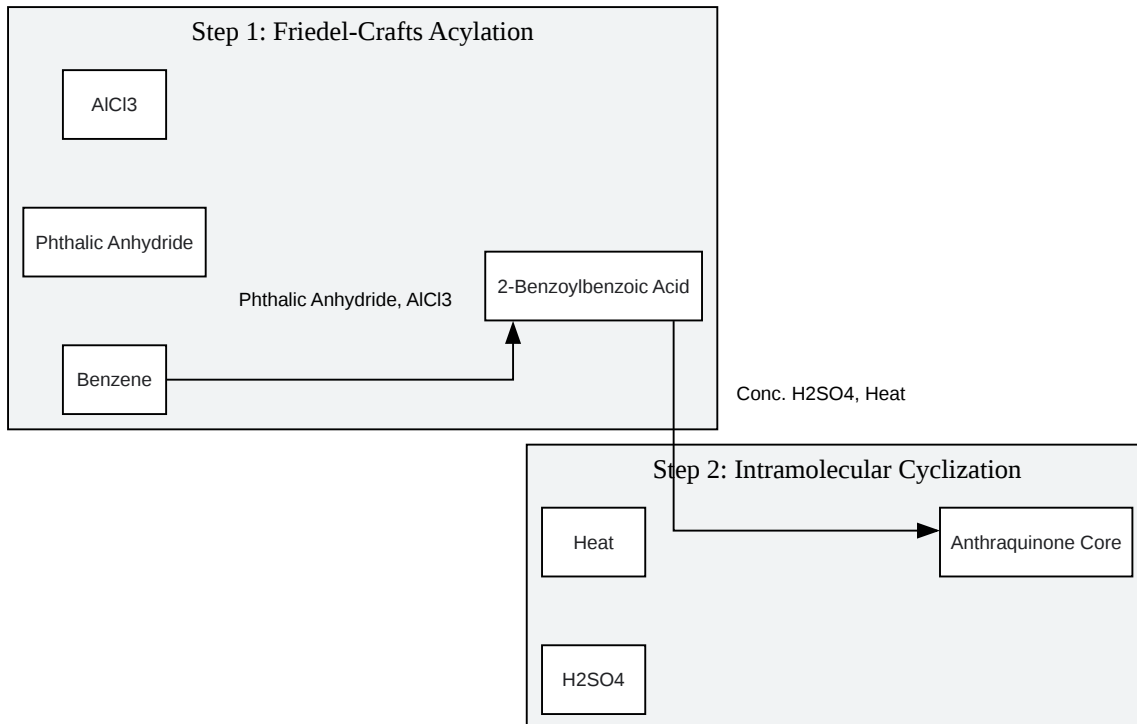 Step 1: Friedel-Crafts Acylation
AlCl3
Phthalic Anhydride
Phthalic Anhydride, AlCl3
2-Benzoylbenzoic Acid
Benzene
Conc. H2SO4, Heat
Step 2: Intramolecular Cyclization
Heat
Anthraquinone Core
H2SO4